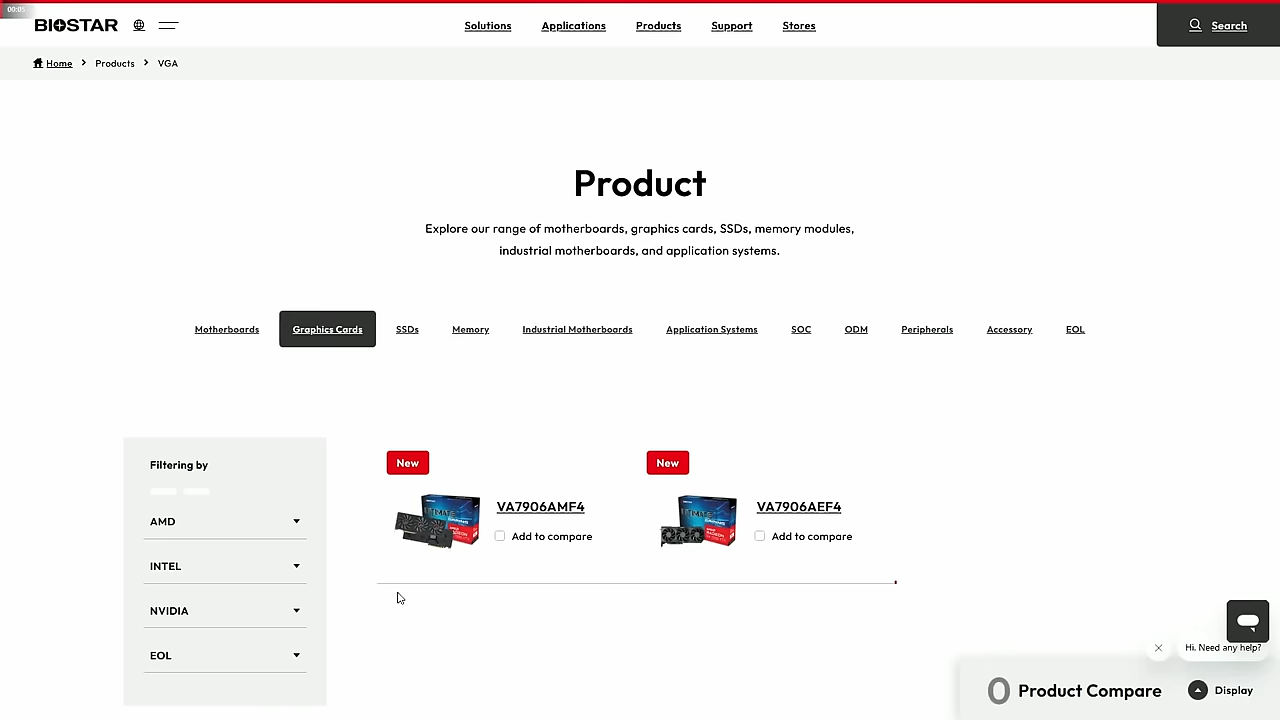 00:05
BIOSTAR
Solutions
Applications
Products
Support
Stores
Search
Home
Products
VGA
Product
Explore our range of motherboards, graphics cards, SSDs, memory modules,
industrial motherboards, and application systems.
Motherboards
Graphics Cards
SSDs
Memory
Industrial Motherboards
Application Systems
SOC
ODM
Peripherals
Accessory
EOL
Filtering by
AMD
INTEL
NVIDIA
EOL
New
VA7906AMF4
Add to compare
New
VA7906AEF4
Add to compare
Hi. Need any help?
0 Product Compare
Display